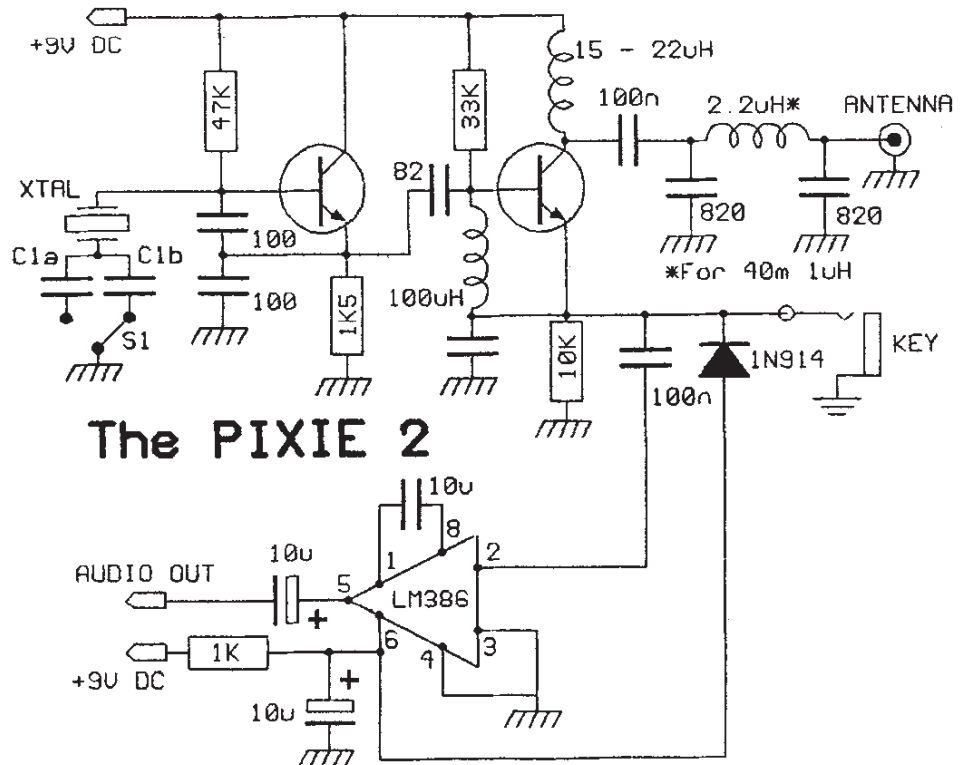 +9V DC
15 - 22uH
47K
33K
100n
2.2uH*
ANTENNA
XTAL
82
100
820
820
C1a
C1b
100
1K5
100uH
*For 40m 1uH
S1
10K
1N914
KEY
100n
The PIXIE 2
10u
8
10u
1
2
AUDIO OUT
5
LM386
+
6
3
4
1K
+9V DC
+
10u